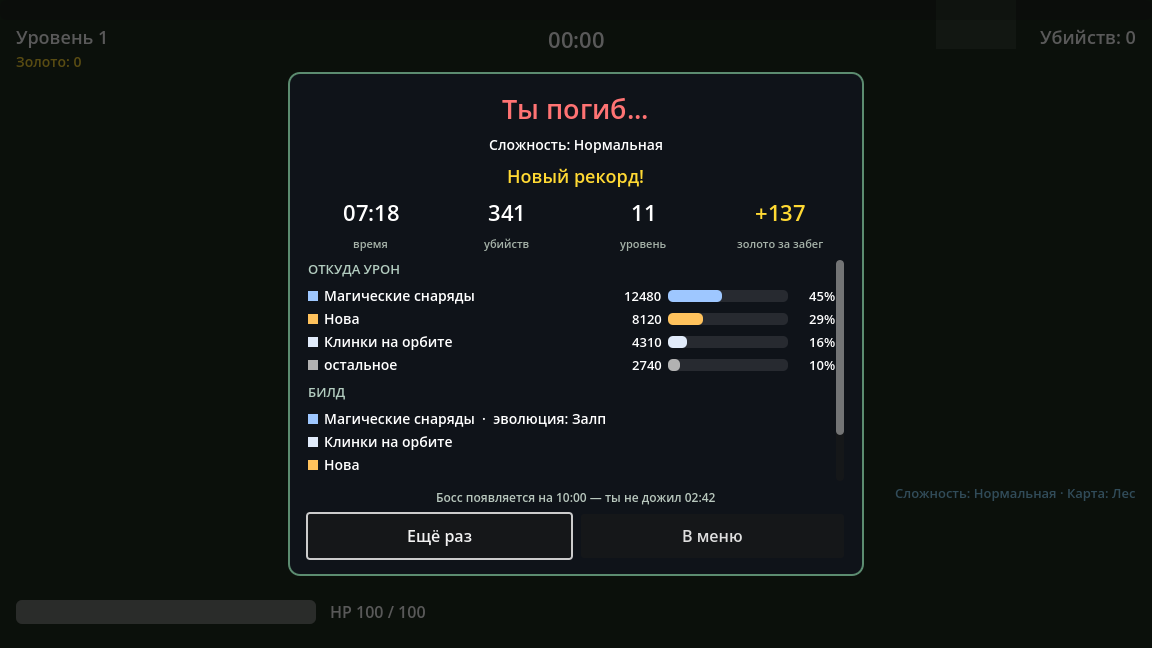 Уровень 1
00:00
Убийств: 0
Золото: 0
Ты погиб...
Сложность: Нормальная
Новый рекорд!
07:18
341
11
+137
время
убийств
уровень
золото за забег
ОТКУДА УРОН
Магические снаряды 12480 45%
Нова 8120 29%
Клинки на орбите 4310 16%
остальное 2740 10%
БИЛД
Магические снаряды · эволюция: Залп
Клинки на орбите
Нова
Босс появляется на 10:00 — ты не дожил 02:42
Сложность: Нормальная · Карта: Лес
Ещё раз
В меню
HP 100 / 100